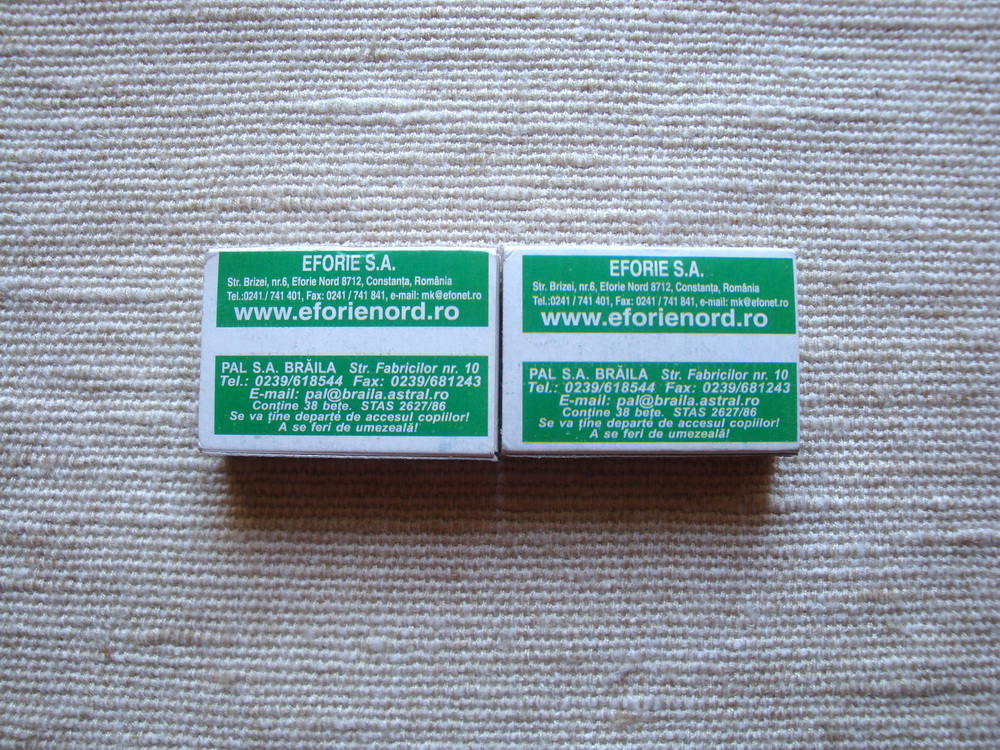 EFORIE S.A.
Str. Brizei, nr.6, Eforie Nord 8712, Constanța, România
Tel.:0241 / 741 401, Fax: 0241 / 741 841, e-mail: mk@efonet.ro
www.eforienord.ro
PAL S.A. BRĂILA Str. Fabricilor nr. 10
Tel.: 0239/618544 Fax: 0239/681243
E-mail: pal@braila.astral.ro
Conține 38 bețe. STAS 2627/86
Se va ține departe de accesul copiilor!
A se feri de umezeală!
EFORIE S.A.
Str. Brizei, nr.6, Eforie Nord 8712, Constanța, România
Tel.:0241 / 741 401, Fax: 0241 / 741 841, e-mail: mk@efonet.ro
www.eforienord.ro
PAL S.A. BRĂILA Str. Fabricilor nr. 10
Tel.: 0239/618544 Fax: 0239/681243
E-mail: pal@braila.astral.ro
Conține 38 bețe. STAS 2627/86
Se va ține departe de accesul copiilor!
A se feri de umezeală!